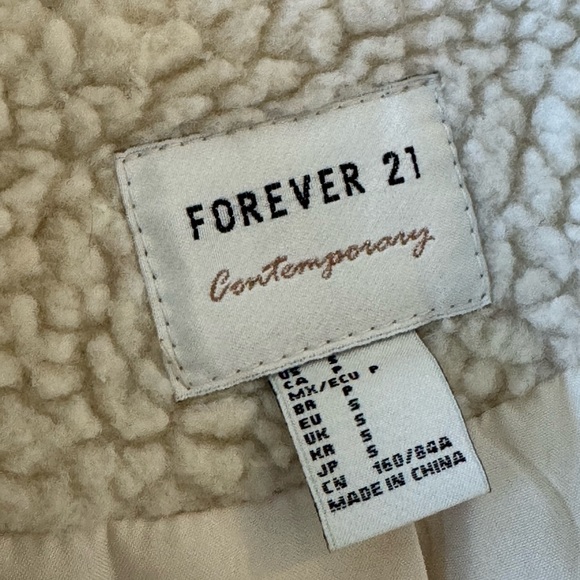 FOREVER 21
Contemporary
US S
CA P
MX/ECU P
BR P
EU S
UK S
KR S
JP S
CN 160/84A
MADE IN CHINA